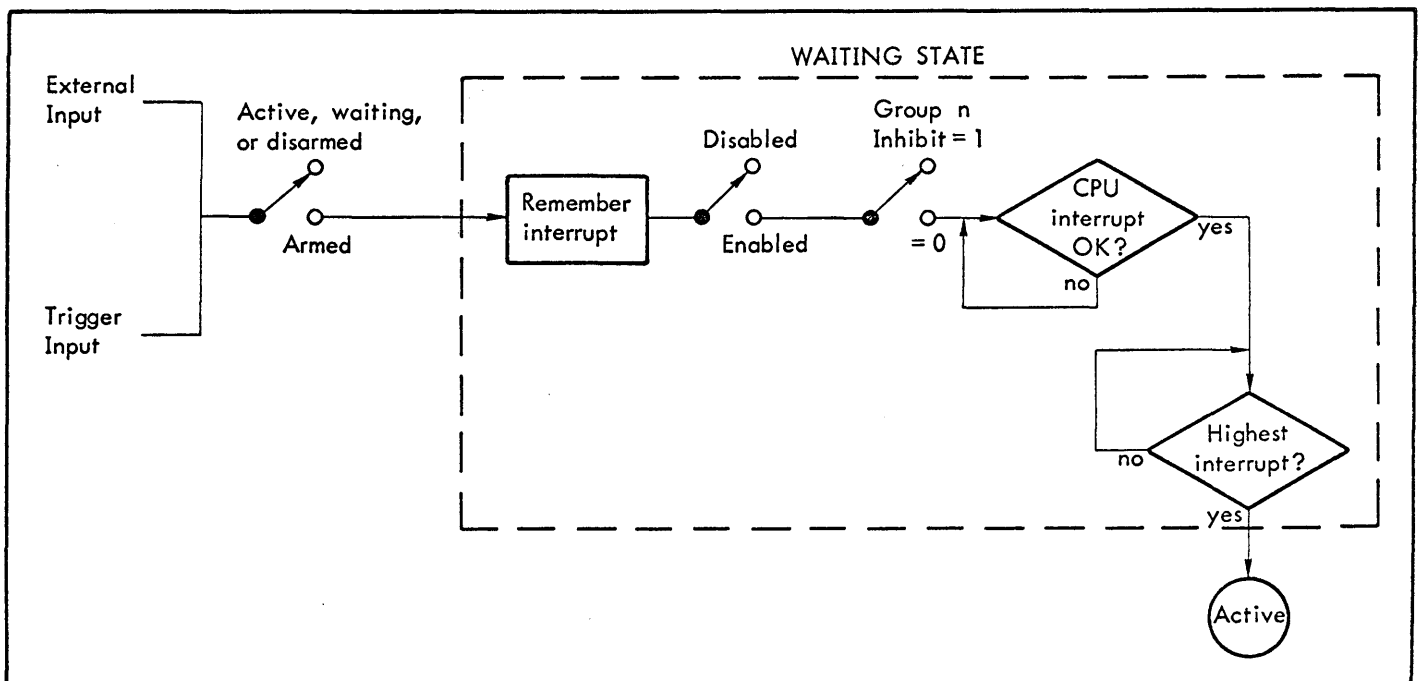 WAITING STATE
External
Input
Active, waiting,
or disarmed
Armed
Trigger
Input
Remember
interrupt
Disabled
Enabled
Group n
Inhibit = 1
= 0
CPU
interrupt
OK?
yes
no
Highest
interrupt?
no
yes
Active